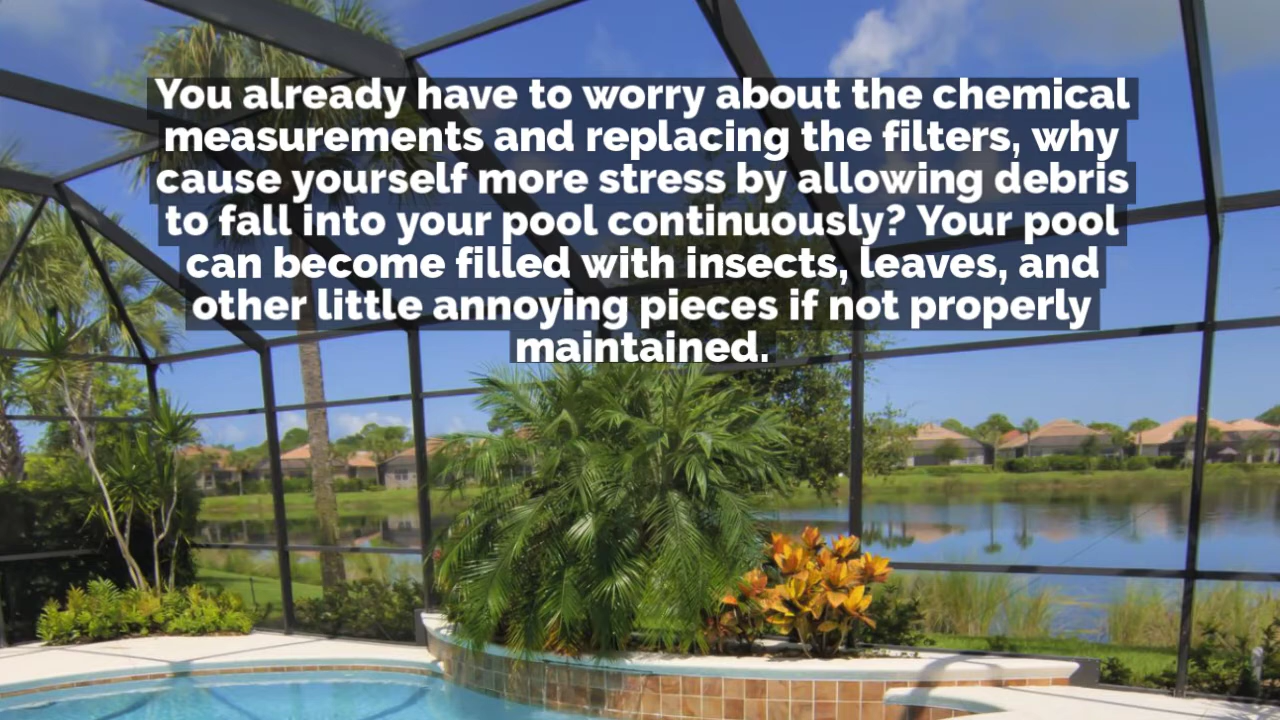 You already have to worry about the chemical
measurements and replacing the filters, why
cause yourself more stress by allowing debris
to fall into your pool continuously? Your pool
can become filled with insects, leaves, and
other little annoying pieces if not properly
maintained.